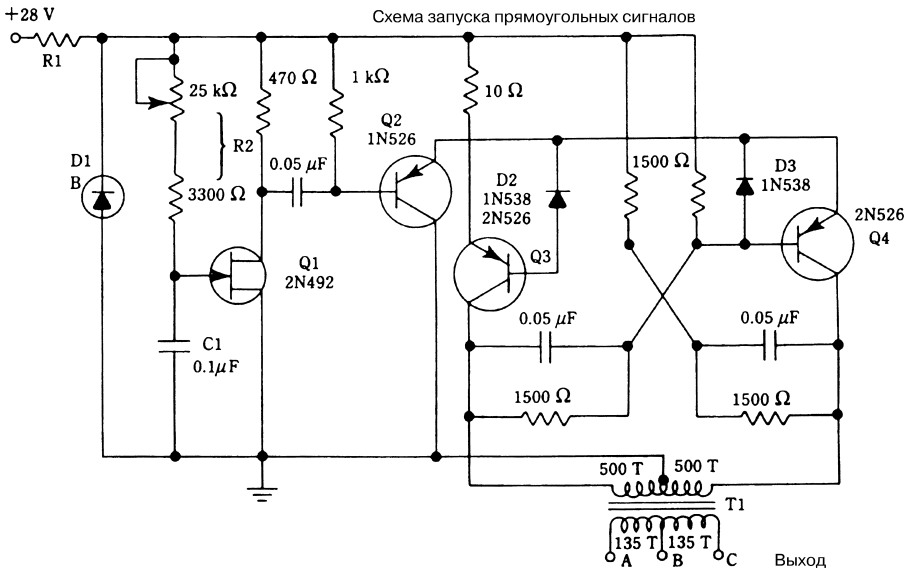 Схема запуска прямоугольных сигналов
+28 V
R1
25 kΩ
470 Ω
1 kΩ
10 Ω
R2
Q2
1N526
D1
B
0.05 μF
3300 Ω
D2
1N538
2N526
1500 Ω
D3
1N538
2N526
Q4
Q1
2N492
Q3
C1
0.1μF
0.05 μF
0.05 μF
1500 Ω
1500 Ω
500 T
500 T
T1
135 T
135 T
A
B
C
Выход